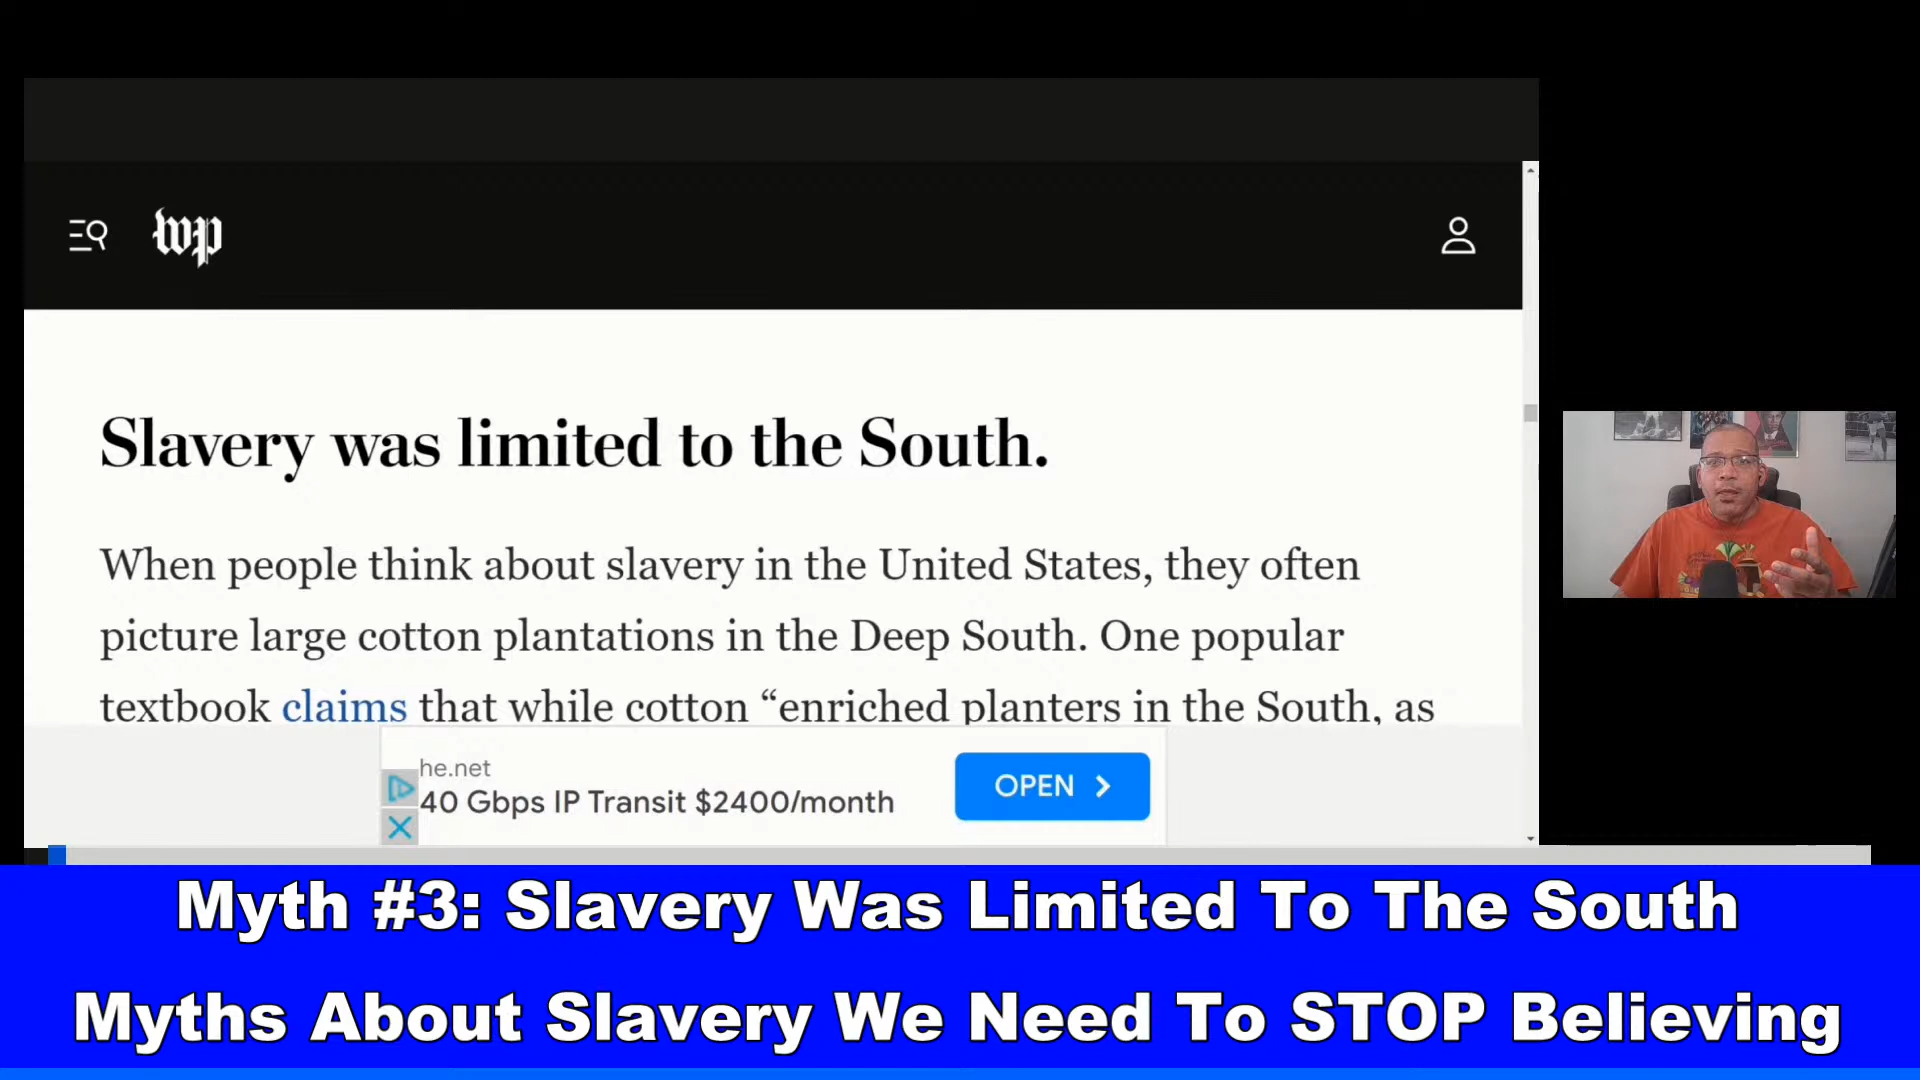 wp
Slavery was limited to the South.
When people think about slavery in the United States, they often
picture large cotton plantations in the Deep South. One popular
textbook claims that while cotton “enriched planters in the South, as
he.net
40 Gbps IP Transit $2400/month
OPEN
Myth #3: Slavery Was Limited To The South
Myths About Slavery We Need To STOP Believing